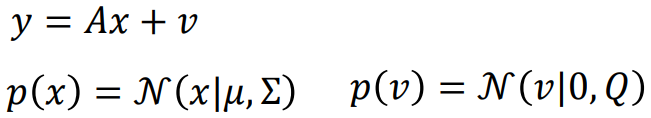 y = Ax + v
p(x) = 𝒩(x|μ, Σ) p(v) = 𝒩(v|0, Q)